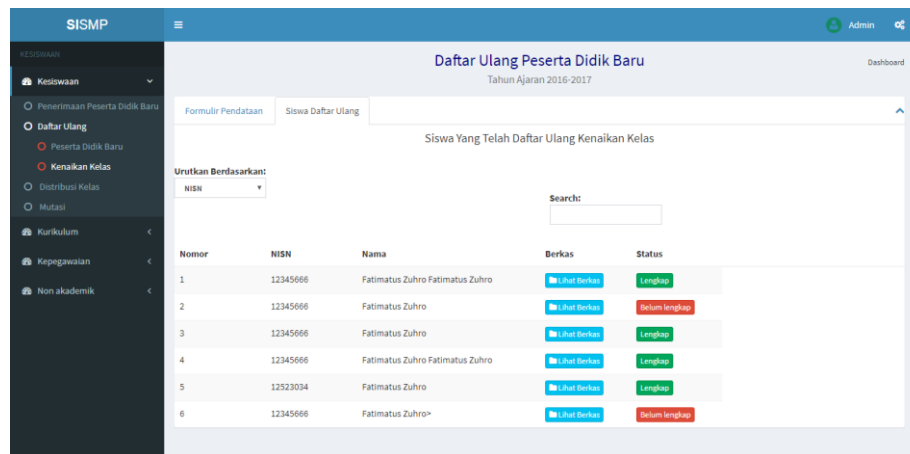 SISMP
Admin
KESISWAAN
Kesiswaan
Penerimaan Peserta Didik Baru
Daftar Ulang
Peserta Didik Baru
Kenaikan Kelas
Distribusi Kelas
Mutasi
Kurikulum
Kepegawaian
Non akademik
Daftar Ulang Peserta Didik Baru
Tahun Ajaran 2016-2017
Dashboard
Formulir Pendataan Siswa Daftar Ulang
Siswa Yang Telah Daftar Ulang Kenaikan Kelas
Urutkan Berdasarkan:
NISN
Search:
Nomor NISN Nama Berkas Status
1 12345666 Fatimatus Zuhro Fatimatus Zuhro Lihat Berkas Lengkap
2 12345666 Fatimatus Zuhro Lihat Berkas Belum lengkap
3 12345666 Fatimatus Zuhro Lihat Berkas Lengkap
4 12345666 Fatimatus Zuhro Fatimatus Zuhro Lihat Berkas Lengkap
5 12523034 Fatimatus Zuhro Lihat Berkas Lengkap
6 12345666 Fatimatus Zuhro> Lihat Berkas Belum lengkap